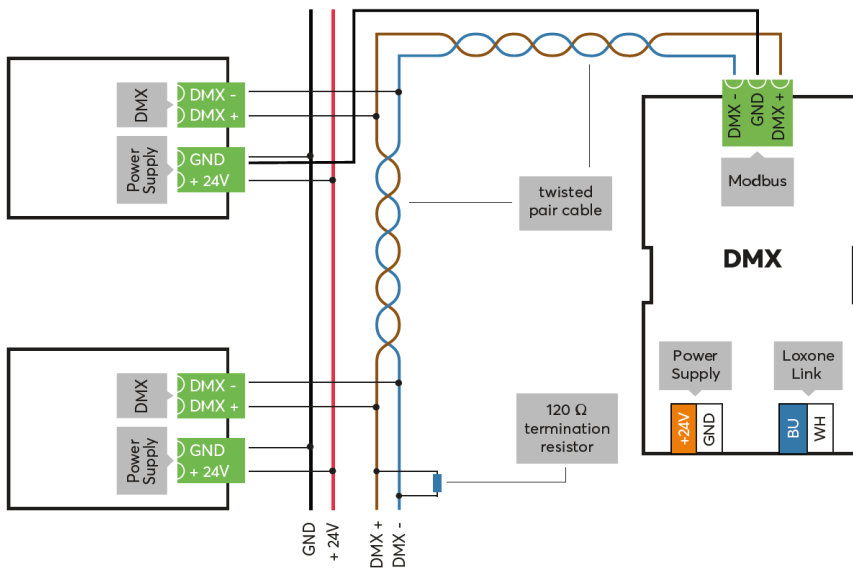 DMX
DMX -
DMX +
Power
Supply
GND
+ 24V
twisted
pair cable
DMX -
GND
DMX +
Modbus
DMX
Power
Supply
+24V
GND
Loxone
Link
BU
WH
DMX
DMX -
DMX +
Power
Supply
GND
+ 24V
120 Ω
termination
resistor
GND
+ 24V
DMX +
DMX -